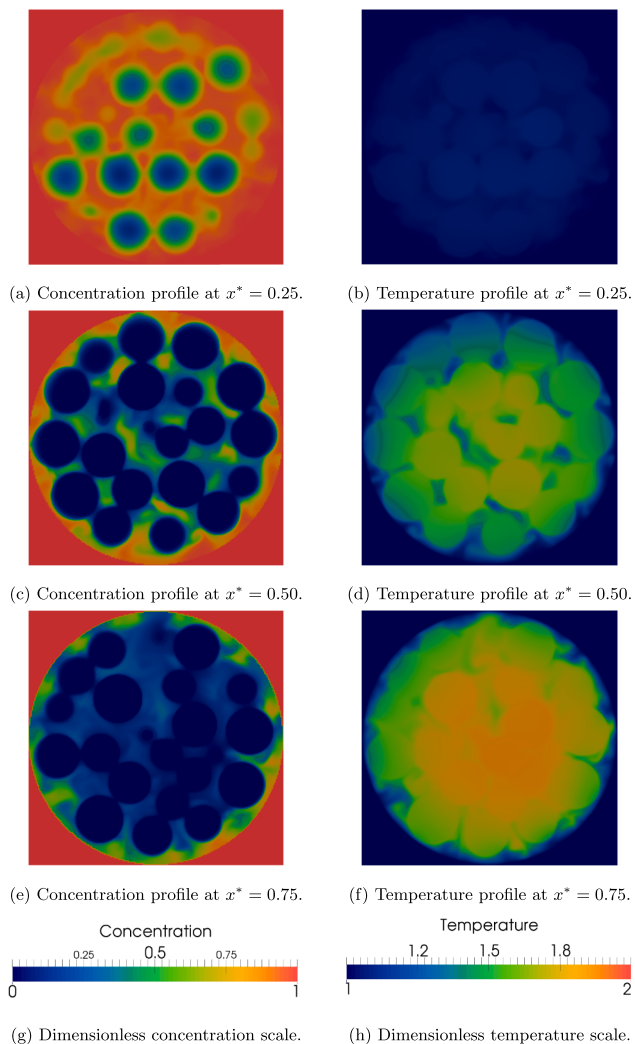 (a) Concentration profile at x* = 0.25.
(b) Temperature profile at x* = 0.25.
(c) Concentration profile at x* = 0.50.
(d) Temperature profile at x* = 0.50.
(e) Concentration profile at x* = 0.75.
(f) Temperature profile at x* = 0.75.
Concentration
0.25 0.5 0.75
0 1
Temperature
1.2 1.5 1.8
1 2
(g) Dimensionless concentration scale.
(h) Dimensionless temperature scale.